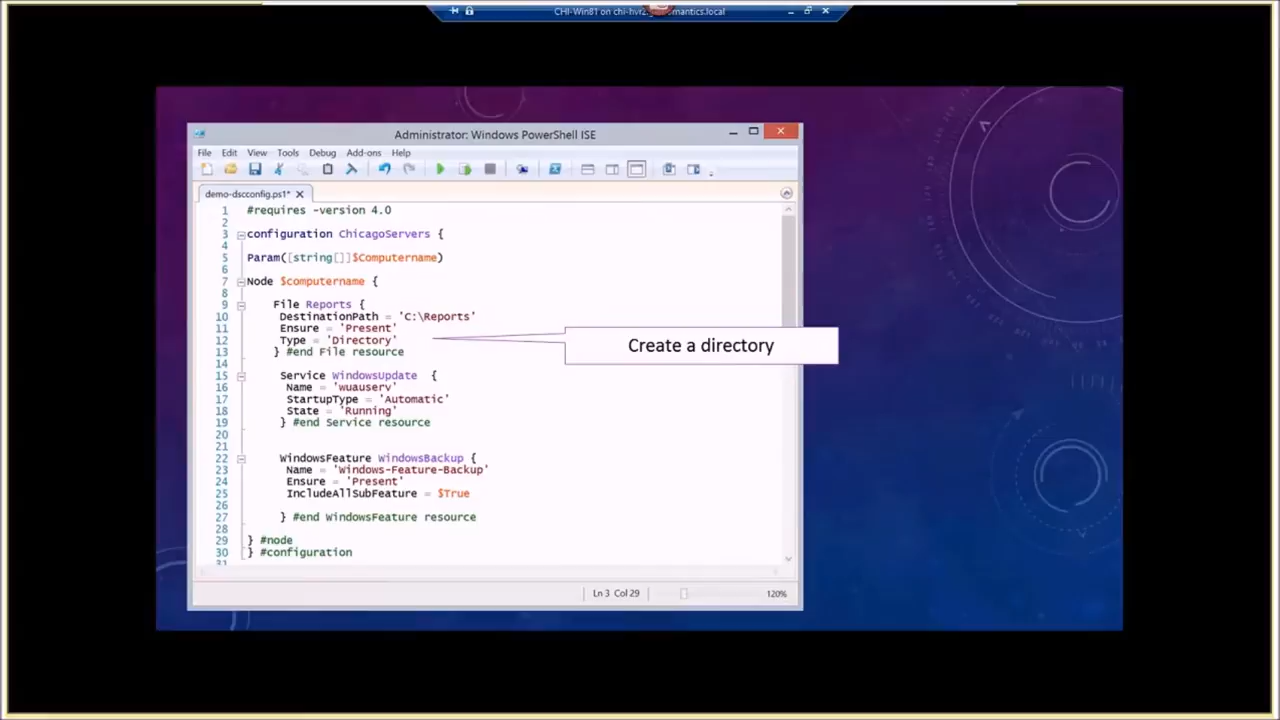 CHI-Win81 on chi-hvr2.
mantics.local
Administrator: Windows PowerShell ISE
File Edit View Tools Debug Add-ons Help
demo-dscconfig.ps1*
1 #requires -version 4.0
2
3 configuration ChicagoServers {
4
5 Param([string[]]$Computername)
6
7 Node $computername {
8
9 File Reports {
10 DestinationPath = 'C:\Reports'
11 Ensure = 'Present'
12 Type = 'Directory'
13 } #end File resource
14
15 Service WindowsUpdate {
16 Name = 'wuauserv'
17 StartupType = 'Automatic'
18 State = 'Running'
19 } #end Service resource
20
21
22 WindowsFeature WindowsBackup {
23 Name = 'Windows-Feature-Backup'
24 Ensure = 'Present'
25 IncludeAllSubFeature = $True
26
27 } #end WindowsFeature resource
28
29 } #node
30 } #configuration
31
Create a directory
Ln 3 Col 29
120%